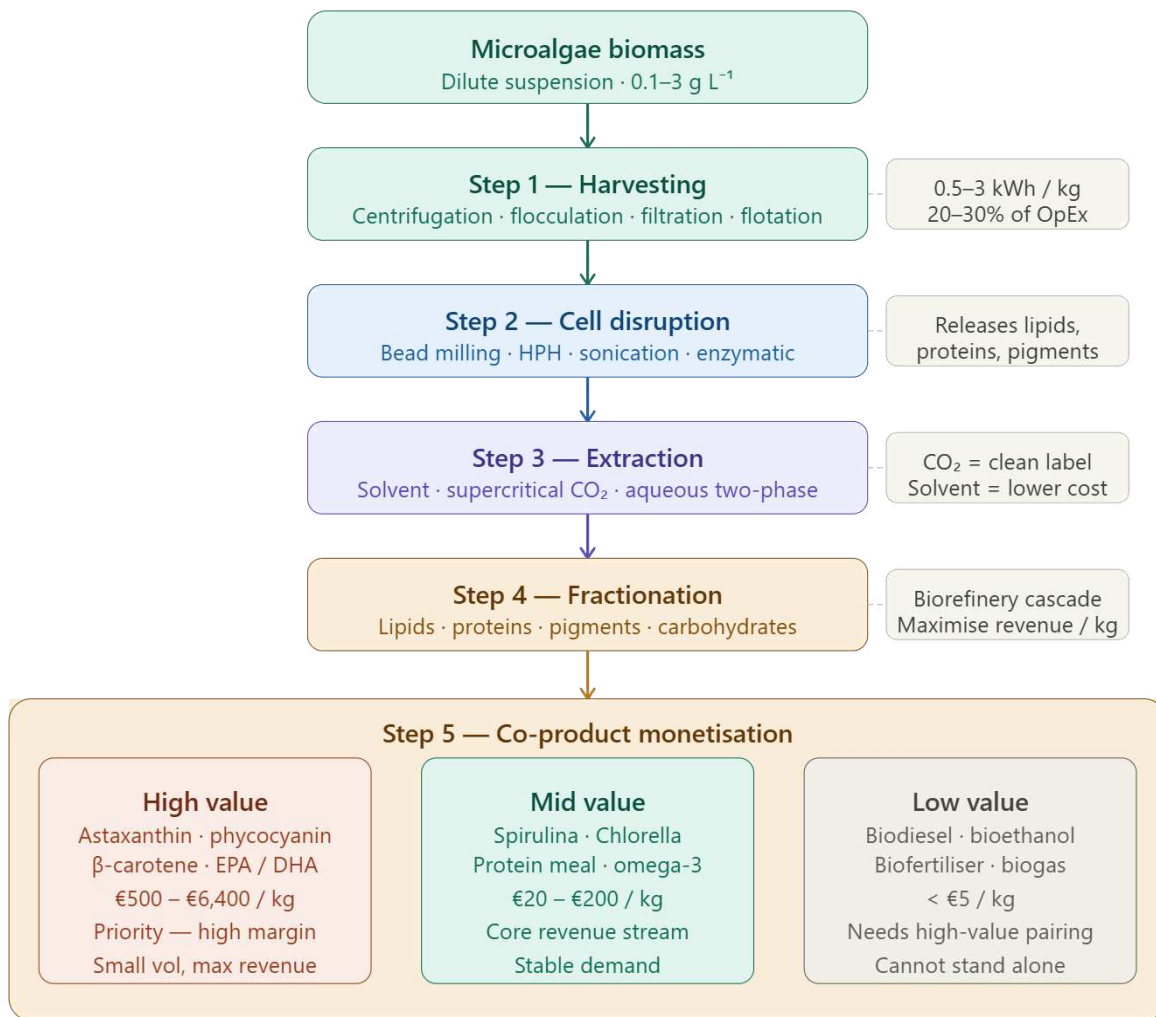 Microalgae biomass
Dilute suspension · 0.1–3 g L⁻¹
Step 1 — Harvesting
Centrifugation · flocculation · filtration · flotation
0.5–3 kWh / kg
20–30% of OpEx
Step 2 — Cell disruption
Bead milling · HPH · sonication · enzymatic
Releases lipids,
proteins, pigments
Step 3 — Extraction
Solvent · supercritical CO₂ · aqueous two-phase
CO₂ = clean label
Solvent = lower cost
Step 4 — Fractionation
Lipids · proteins · pigments · carbohydrates
Biorefinery cascade
Maximise revenue / kg
Step 5 — Co-product monetisation
High value
Astaxanthin · phycocyanin
β-carotene · EPA / DHA
€500 – €6,400 / kg
Priority — high margin
Small vol, max revenue
Mid value
Spirulina · Chlorella
Protein meal · omega-3
€20 – €200 / kg
Core revenue stream
Stable demand
Low value
Biodiesel · bioethanol
Biofertiliser · biogas
< €5 / kg
Needs high-value pairing
Cannot stand alone